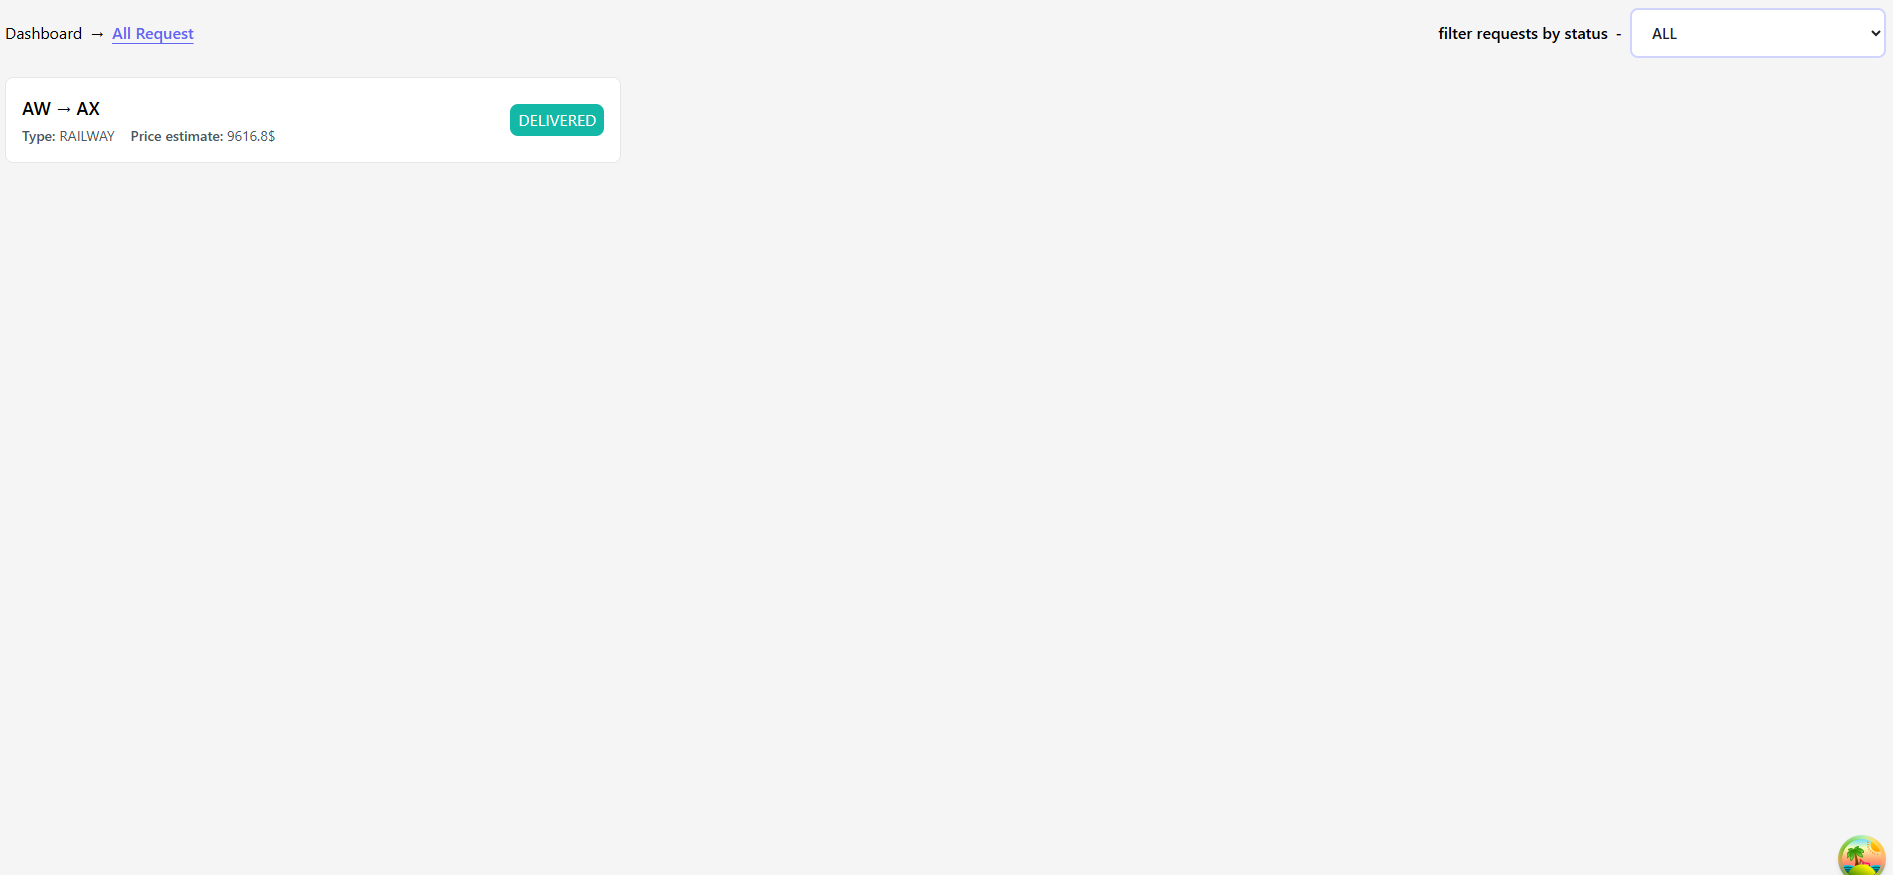 Dashboard → All Request
filter requests by status - ALL
AW → AX
Type: RAILWAY Price estimate: 9616.8$
DELIVERED